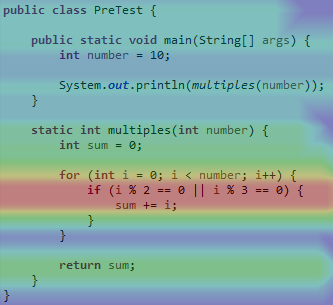 public class PreTest {
    public static void main(String[] args) {
        int number = 10;
        System.out.println(multiples(number));
    }
    static int multiples(int number) {
        int sum = 0;
        for (int i = 0; i < number; i++) {
            if (i % 2 == 0 || i % 3 == 0) {
                sum += i;
            }
        }
        return sum;
    }
}